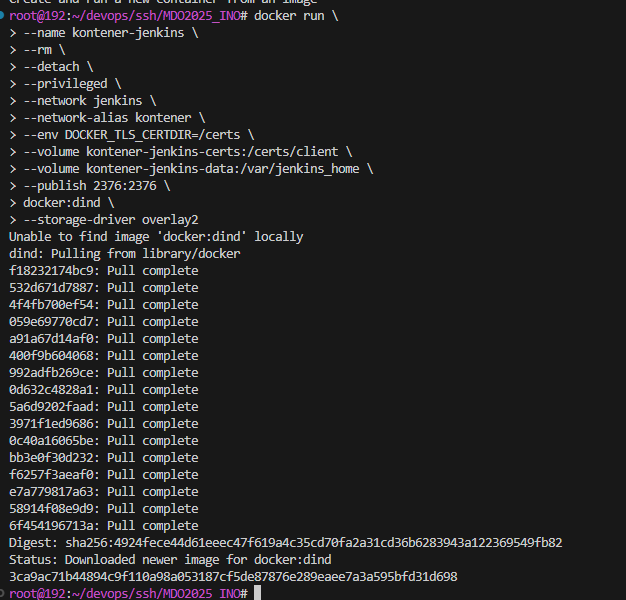 create and run a new container from an image
root@192:~/devops/ssh/MDO2025_INO# docker run \
> --name kontener-jenkins \
> --rm \
> --detach \
> --privileged \
> --network jenkins \
> --network-alias kontener \
> --env DOCKER_TLS_CERTDIR=/certs \
> --volume kontener-jenkins-certs:/certs/client \
> --volume kontener-jenkins-data:/var/jenkins_home \
> --publish 2376:2376 \
> docker:dind \
> --storage-driver overlay2
Unable to find image 'docker:dind' locally
dind: Pulling from library/docker
f18232174bc9: Pull complete
532d671d7887: Pull complete
4f4fb700ef54: Pull complete
059e69770cd7: Pull complete
a91a67d14af0: Pull complete
400f9b604068: Pull complete
992adfb269ce: Pull complete
0d632c4828a1: Pull complete
5a6d9202faad: Pull complete
3971f1ed9686: Pull complete
0c40a16065be: Pull complete
bb3e0f30d232: Pull complete
f6257f3aeaf0: Pull complete
e7a779817a63: Pull complete
58914f08e9d9: Pull complete
6f454196713a: Pull complete
Digest: sha256:4924fece44d61eeec47f619a4c35cd70fa2a31cd36b6283943a122369549fb82
Status: Downloaded newer image for docker:dind
3ca9ac71b44894c9f110a98a053187cf5de87876e289eaee7a3a595bfd31d698
root@192:~/devops/ssh/MDO2025_INO#